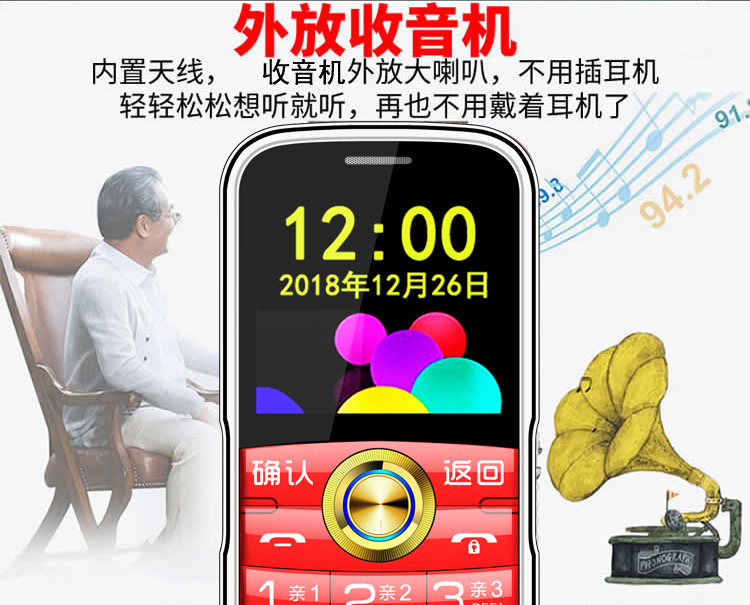 外放收音机
内置天线， 收音机外放大喇叭，不用插耳机
轻轻松松想听就听，再也不用戴着耳机了
91.
9.3
94.2
12:00
2018年12月26日
确认 返回
1 亲1 2 亲2 3 亲3
PHONOGRAPH